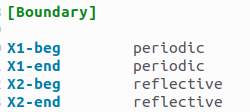 [Boundary]
X1-beg periodic
X1-end periodic
X2-beg reflective
X2-end reflective